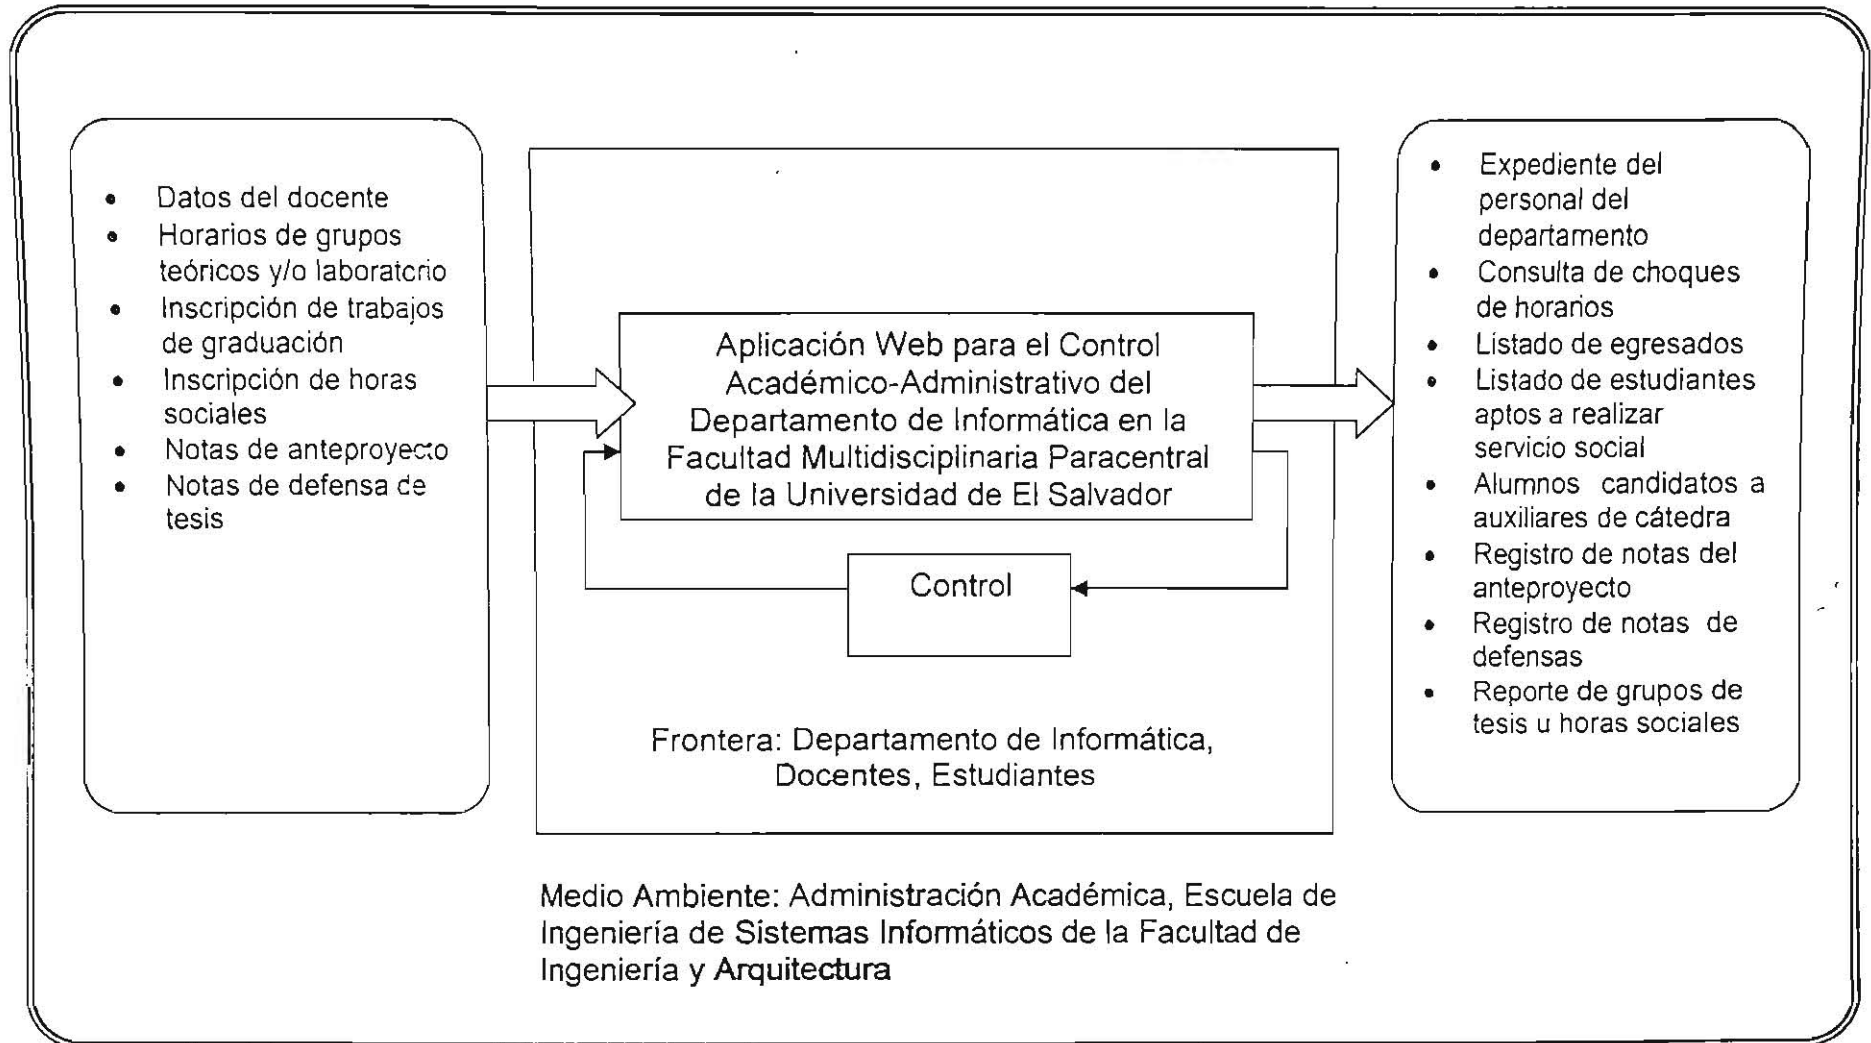 • Datos del docente
• Horarios de grupos
teóricos y/o laboratorio
• Inscripción de trabajos
de graduación
• Inscripción de horas
sociales
• Notas de anteproyecto
• Notas de defensa de
tesis
Aplicación Web para el Control
Académico-Administrativo del
Departamento de Informática en la
Facultad Multidisciplinaria Paracentral
de la Universidad de El Salvador
Control
Frontera: Departamento de Informática,
Docentes, Estudiantes
• Expediente del
personal del
departamento
• Consulta de choques
de horarios
• Listado de egresados
• Listado de estudiantes
aptos a realizar
servicio social
• Alumnos candidatos a
auxiliares de cátedra
• Registro de notas del
anteproyecto
• Registro de notas de
defensas
• Reporte de grupos de
tesis u horas sociales
Medio Ambiente: Administración Académica, Escuela de
Ingeniería de Sistemas Informáticos de la Facultad de
Ingeniería y Arquitectura